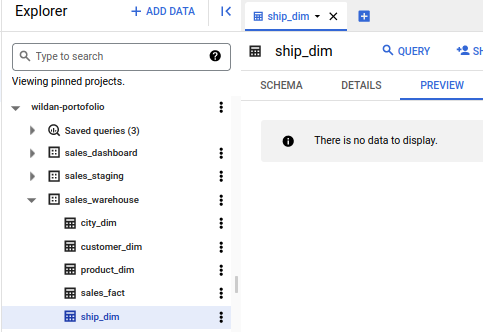 Explorer
+ ADD DATA
Type to search
Viewing pinned projects.
wildan-portofolio
Saved queries (3)
sales_dashboard
sales_staging
sales_warehouse
city_dim
customer_dim
product_dim
sales_fact
ship_dim
ship_dim
ship_dim
QUERY
SH
SCHEMA
DETAILS
PREVIEW
There is no data to display.